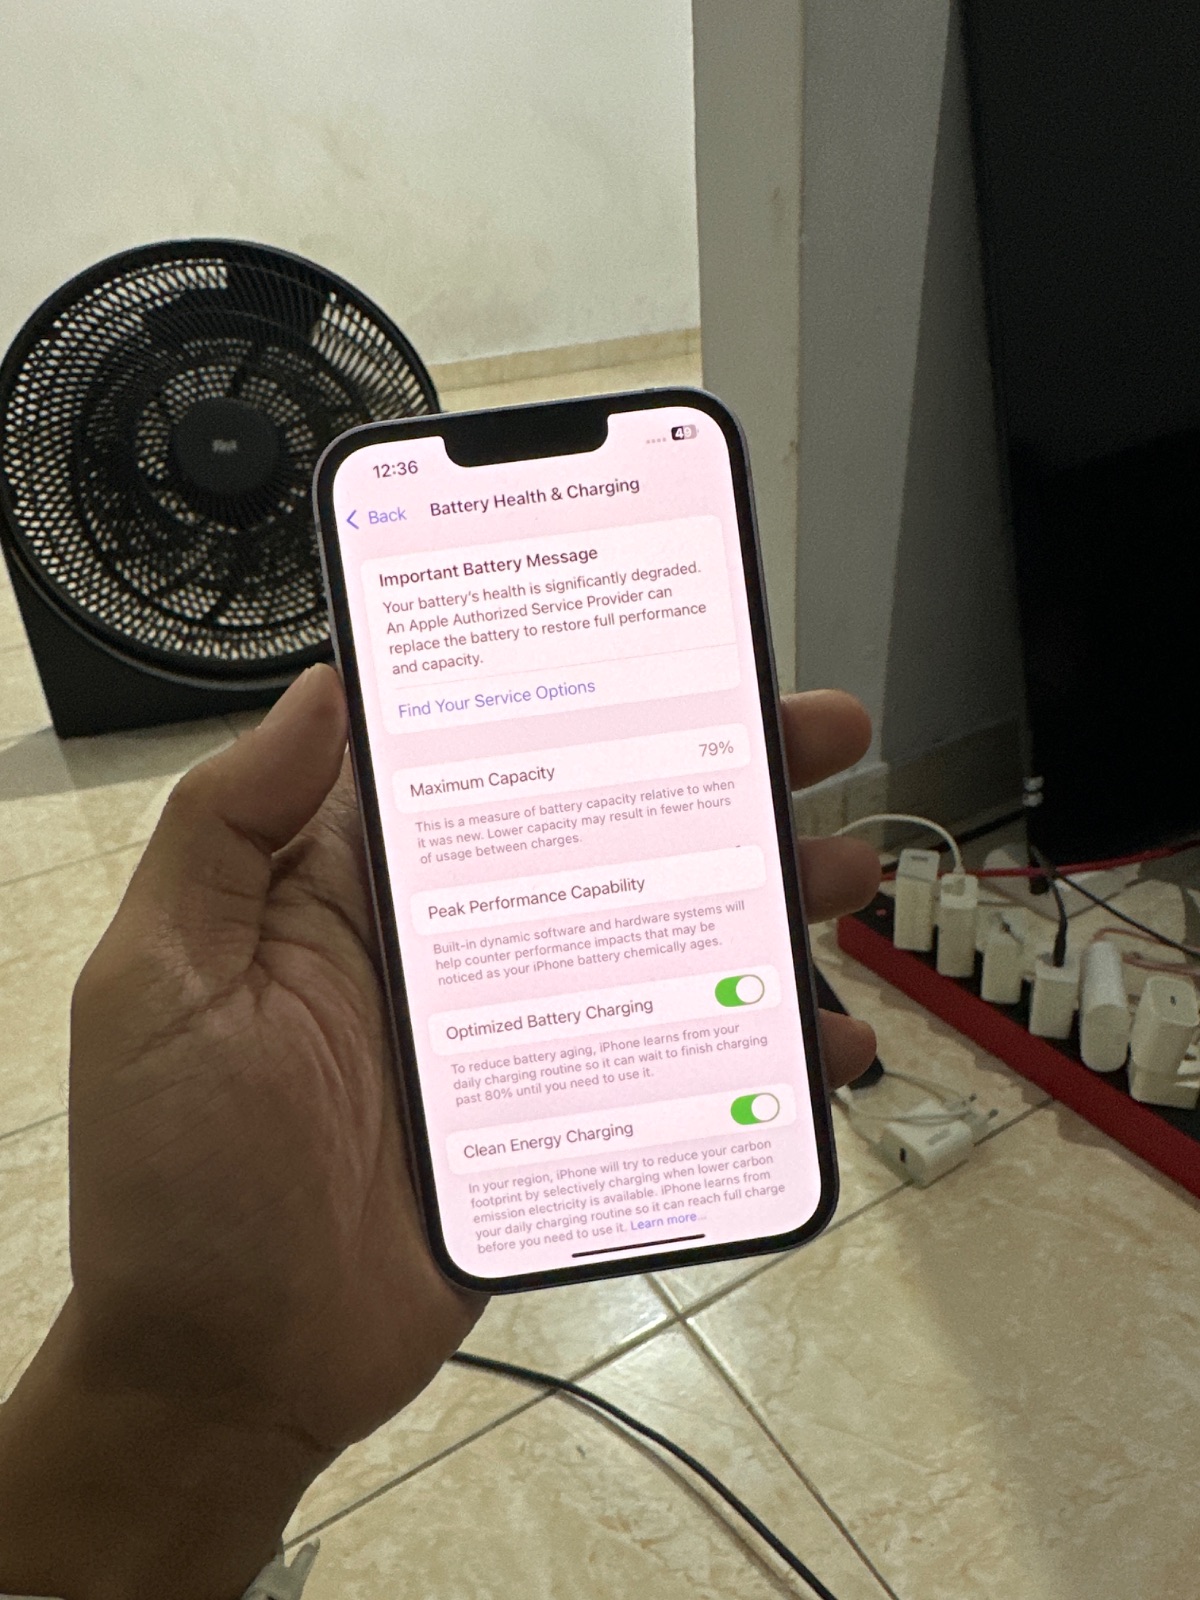 12:36
49
Back
Battery Health & Charging
Important Battery Message
Your battery's health is significantly degraded.
An Apple Authorized Service Provider can
replace the battery to restore full performance
and capacity.
Find Your Service Options
Maximum Capacity
79%
This is a measure of battery capacity relative to when
it was new. Lower capacity may result in fewer hours
of usage between charges.
Peak Performance Capability
Built-in dynamic software and hardware systems will
help counter performance impacts that may be
noticed as your iPhone battery chemically ages.
Optimized Battery Charging
To reduce battery aging, iPhone learns from your
daily charging routine so it can wait to finish charging
past 80% until you need to use it.
Clean Energy Charging
In your region, iPhone will try to reduce your carbon
footprint by selectively charging when lower carbon
emission electricity is available. iPhone learns from
your daily charging routine so it can reach full charge
before you need to use it. Learn more...